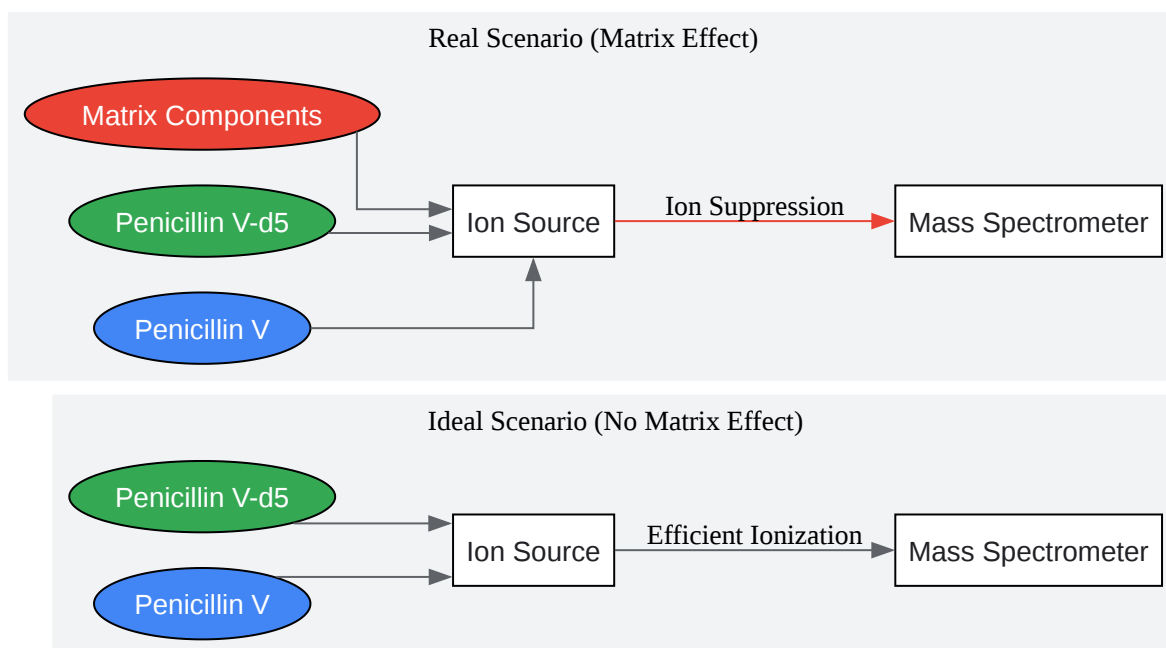 Real Scenario (Matrix Effect)
Matrix Components
Penicillin V-d5
Ion Source
Ion Suppression
Mass Spectrometer
Penicillin V
Ideal Scenario (No Matrix Effect)
Penicillin V-d5
Ion Source
Efficient Ionization
Mass Spectrometer
Penicillin V